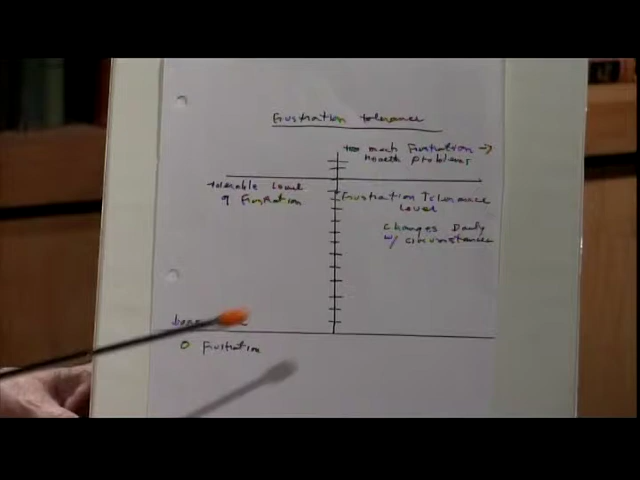 Frustration tolerance
too much Frustration →
Health problems
tolerable Level
of Frustration
Frustration Tolerance
Level
Changes Daily
w/ circumstances
0 Frustration